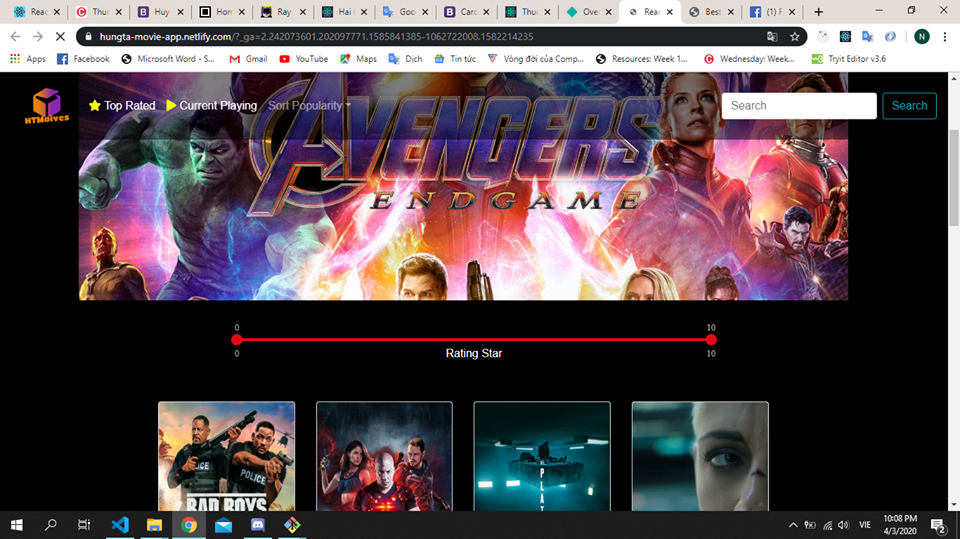 Reac
Thuc
Huy
Hom
Ray
Hai
Goo
Carc
Thuc
Over
Reac
Best
(1) F
hungta-movie-app.netlify.com/?_ga=2.242073601.202097771.1585841385-1062722008.1582214235
N
Apps
Facebook
Microsoft Word - S...
Gmail
YouTube
Maps
Dịch
Tin tức
Vòng đời của Comp...
Resources: Week 1...
Wednesday: Week...
Tryit Editor v3.6
HTMoives
Top Rated
Current Playing
Sort Popularity
Search
Search
AVENGERS
ENDGAME
0
10
0
Rating Star
10
POLICE
POLICE
BAD BOYS
PLAT
VIE
10:08 PM
4/3/2020
2